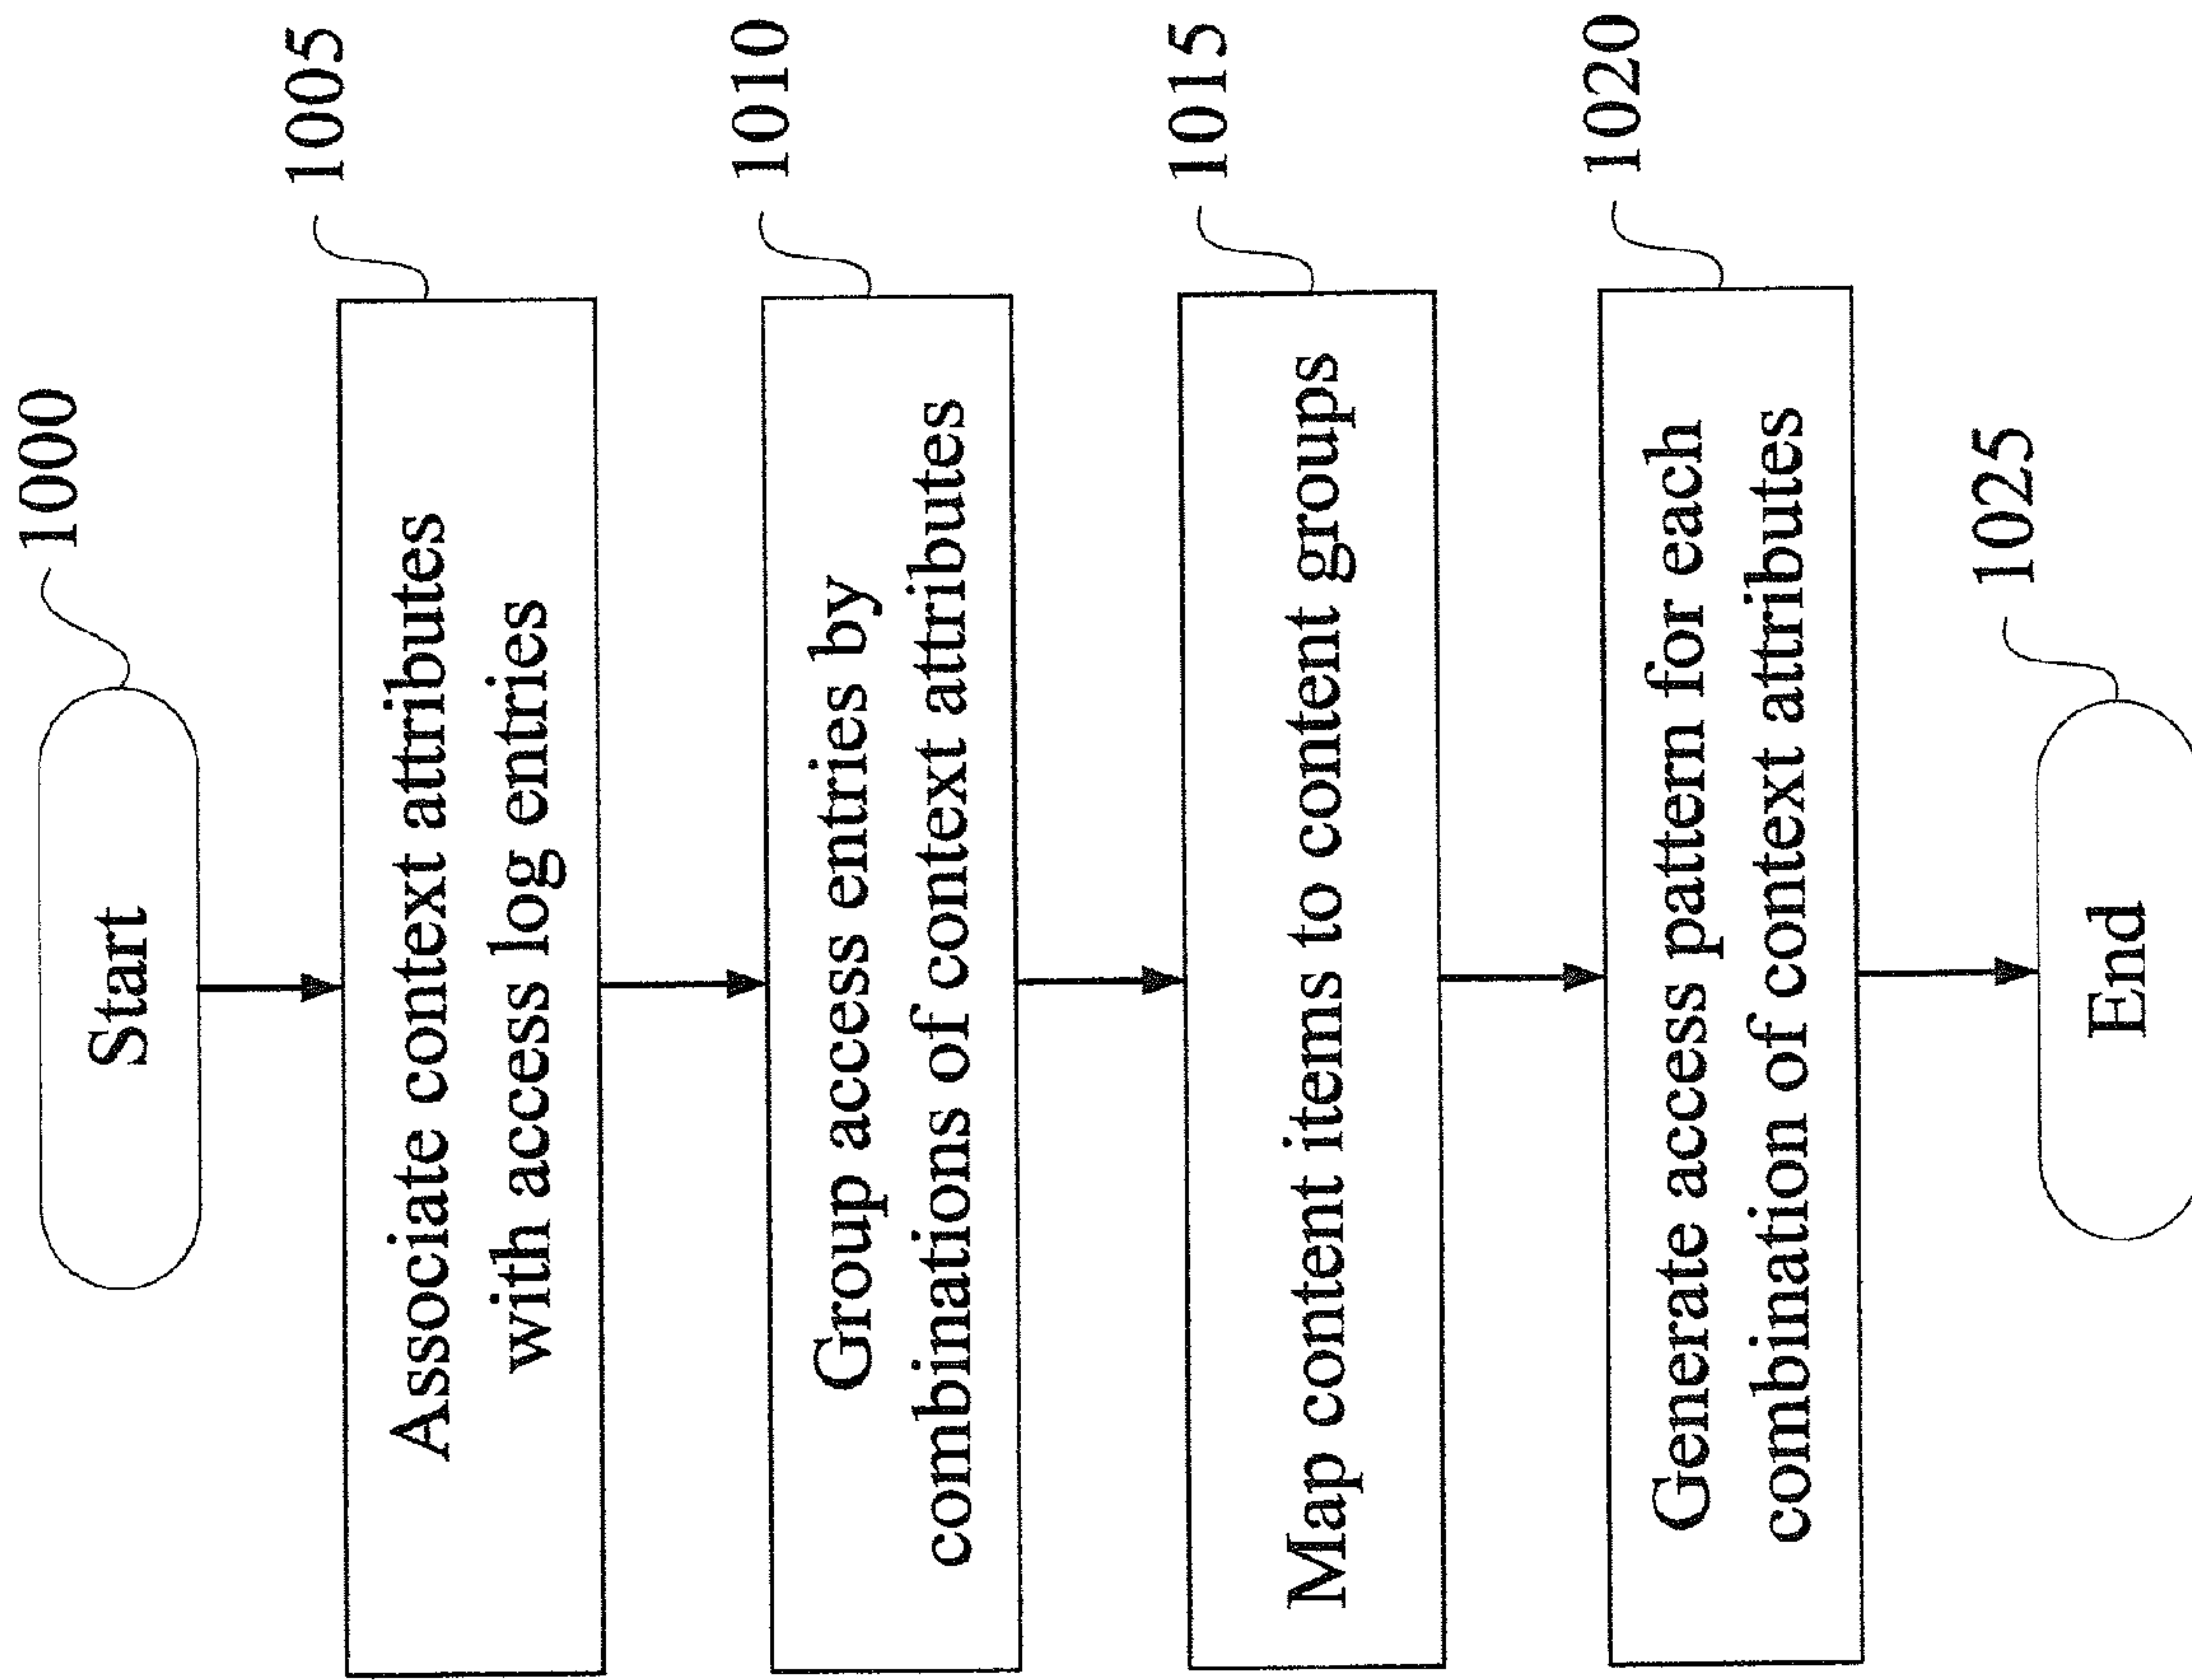 Start
1000
Associate context attributes
with access log entries
1005
Group access entries by
combinations of context attributes
1010
Map content items to content groups
1015
Generate access pattern for each
combination of context attributes
1020
End
1025